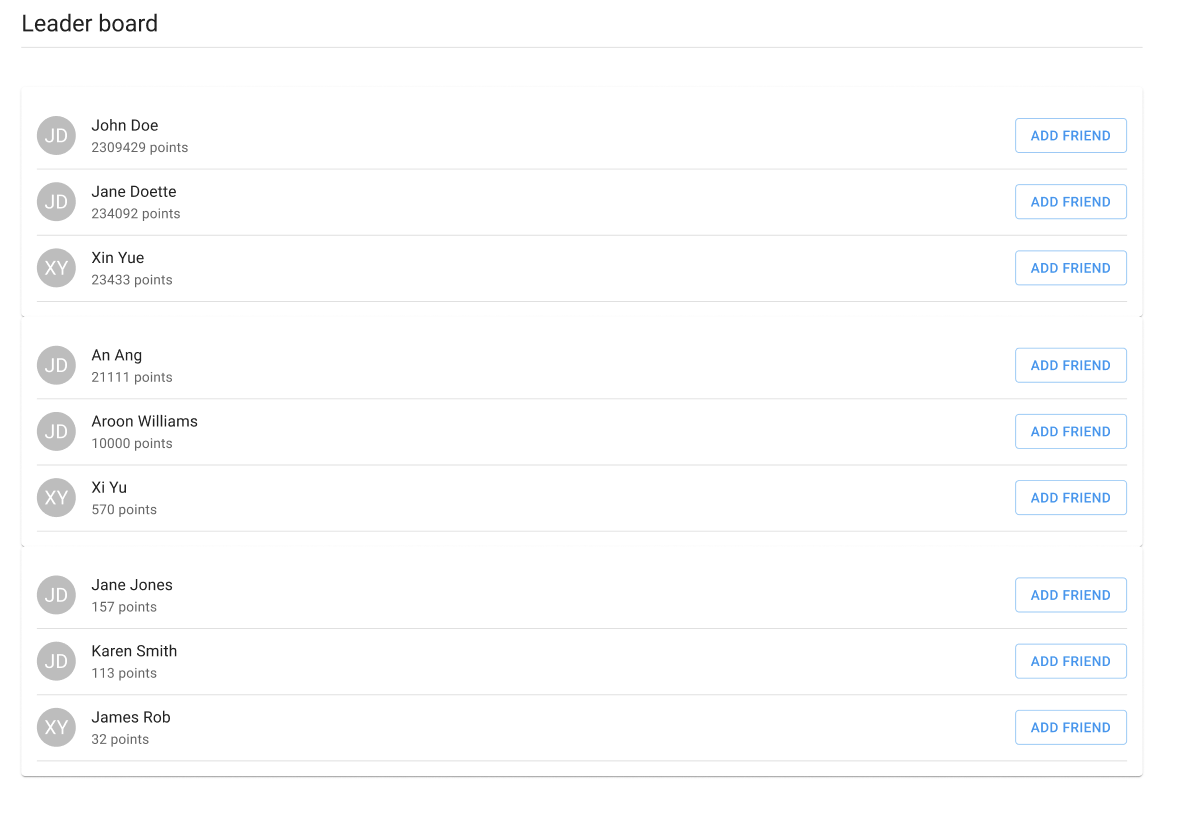 Leader board
JD
John Doe
2309429 points
ADD FRIEND
JD
Jane Doette
234092 points
ADD FRIEND
XY
Xin Yue
23433 points
ADD FRIEND
JD
An Ang
21111 points
ADD FRIEND
JD
Aroon Williams
10000 points
ADD FRIEND
XY
Xi Yu
570 points
ADD FRIEND
JD
Jane Jones
157 points
ADD FRIEND
JD
Karen Smith
113 points
ADD FRIEND
XY
James Rob
32 points
ADD FRIEND